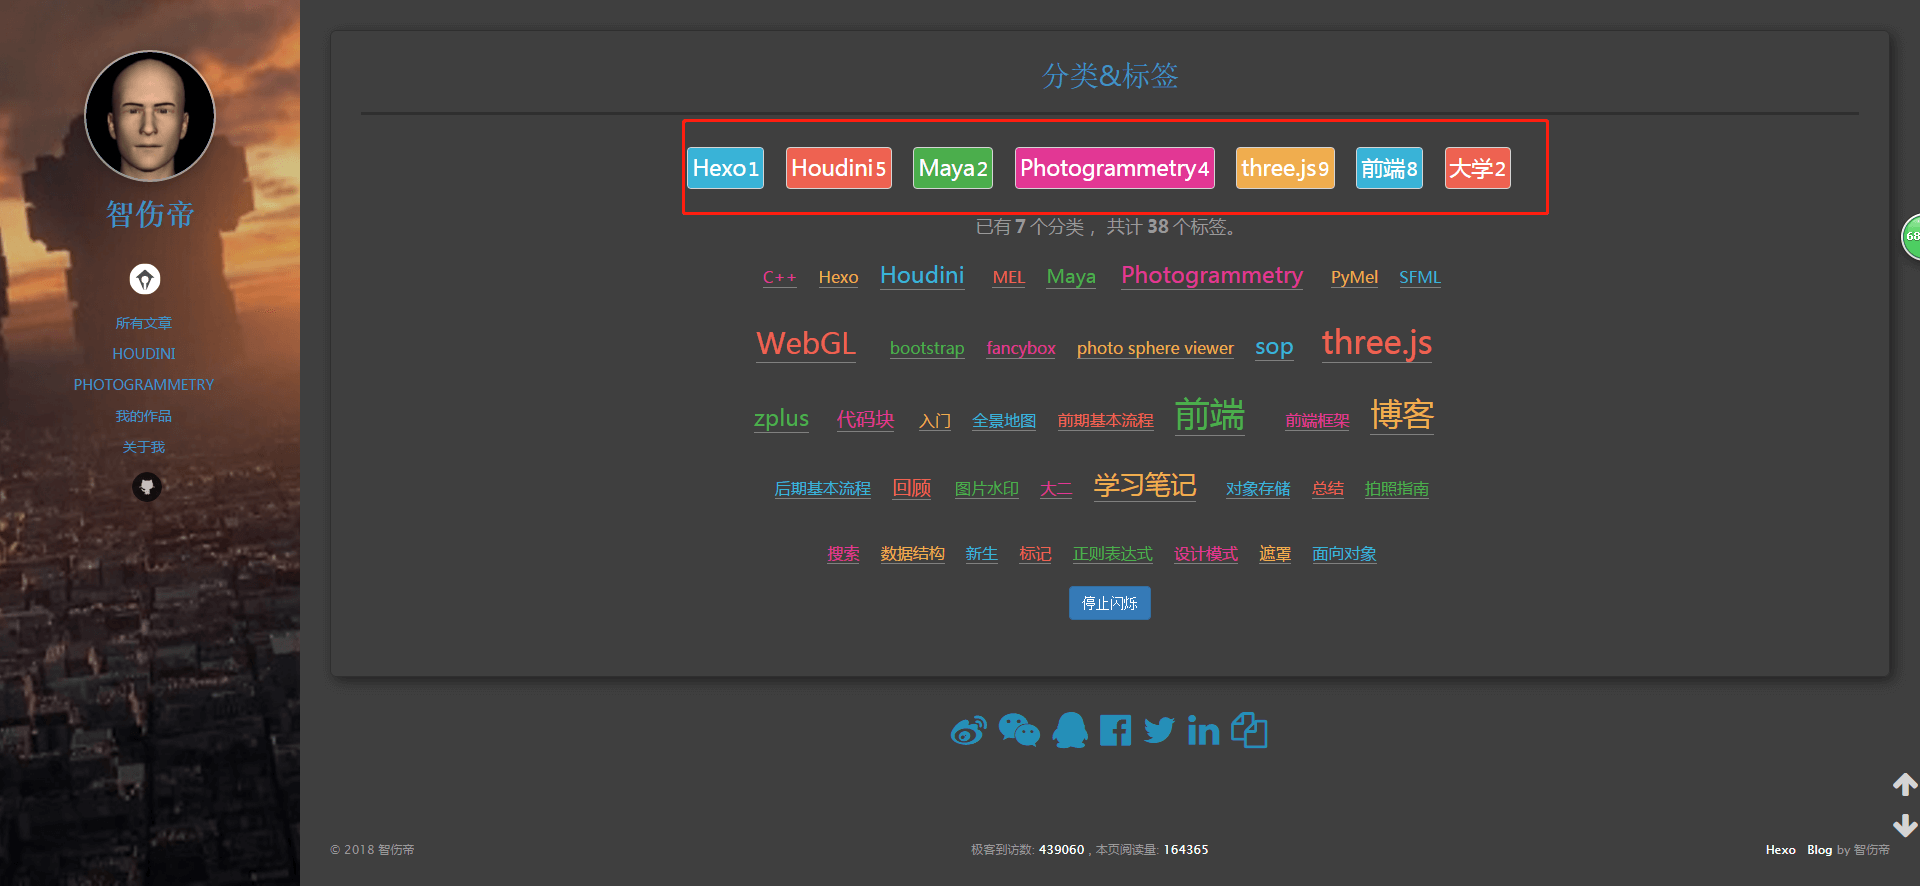 智伤帝
所有文章
HOUDINI
PHOTOGRAMMETRY
我的作品
关于我
分类&标签
Hexo1 Houdini5 Maya2 Photogrammetry4 three.js9 前端8 大学2
已有 7 个分类 ，共计 38 个标签。
C++ Hexo Houdini MEL Maya Photogrammetry PyMel SFML
WebGL bootstrap fancybox photo sphere viewer sop three.js
zplus 代码块 入门 全景地图 前期基本流程 前端 前端框架 博客
后期基本流程 回顾 图片水印 大二 学习笔记 对象存储 总结 拍照指南
搜索 数据结构 新生 标记 正则表达式 设计模式 遮罩 面向对象
停止闪烁
68
© 2018 智伤帝
极客到访数: 439060 , 本页阅读量: 164365
Hexo Blog by 智伤帝